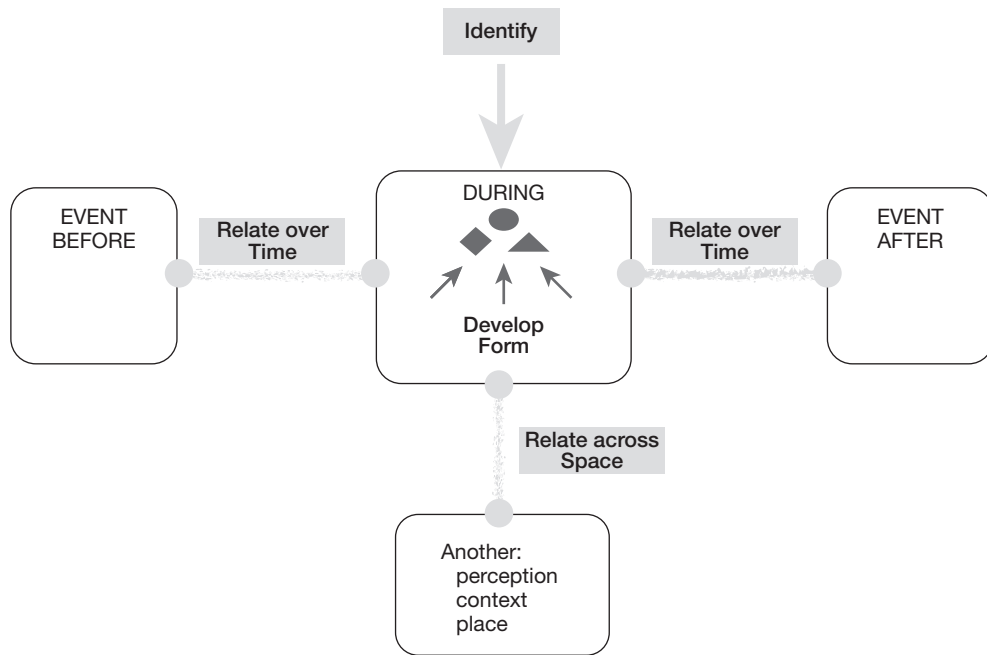 Identify
DURING
EVENT
BEFORE
Relate over
Time
Relate over
Time
EVENT
AFTER
Develop
Form
Relate across
Space
Another:
perception
context
place